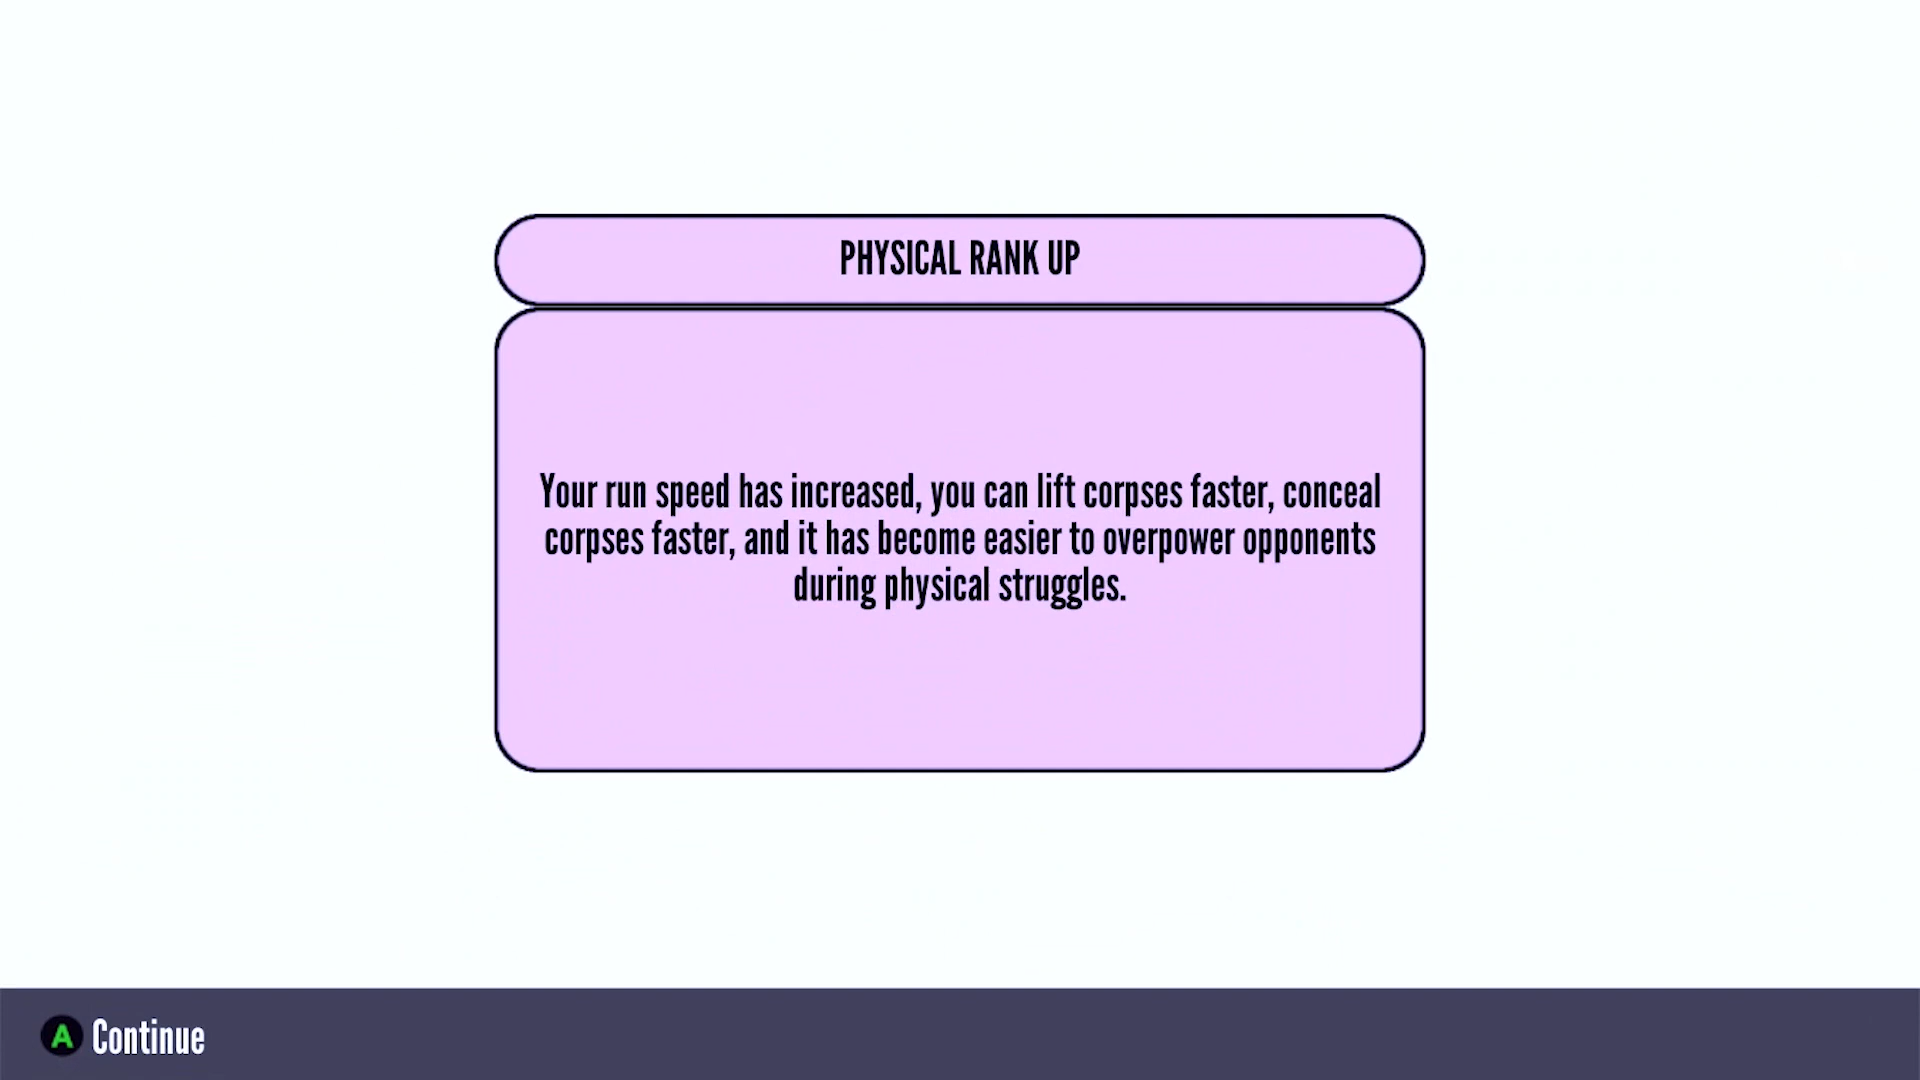 PHYSICAL RANK UP
Your run speed has increased, you can lift corpses faster, conceal
corpses faster, and it has become easier to overpower opponents
during physical struggles.
A Continue